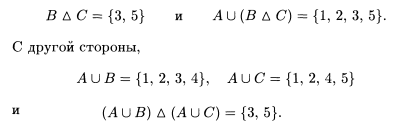 B △ C = {3, 5} и A ∪ (B △ C) = {1, 2, 3, 5}.
С другой стороны,
A ∪ B = {1, 2, 3, 4}, A ∪ C = {1, 2, 4, 5}
и (A ∪ B) △ (A ∪ C) = {3, 5}.